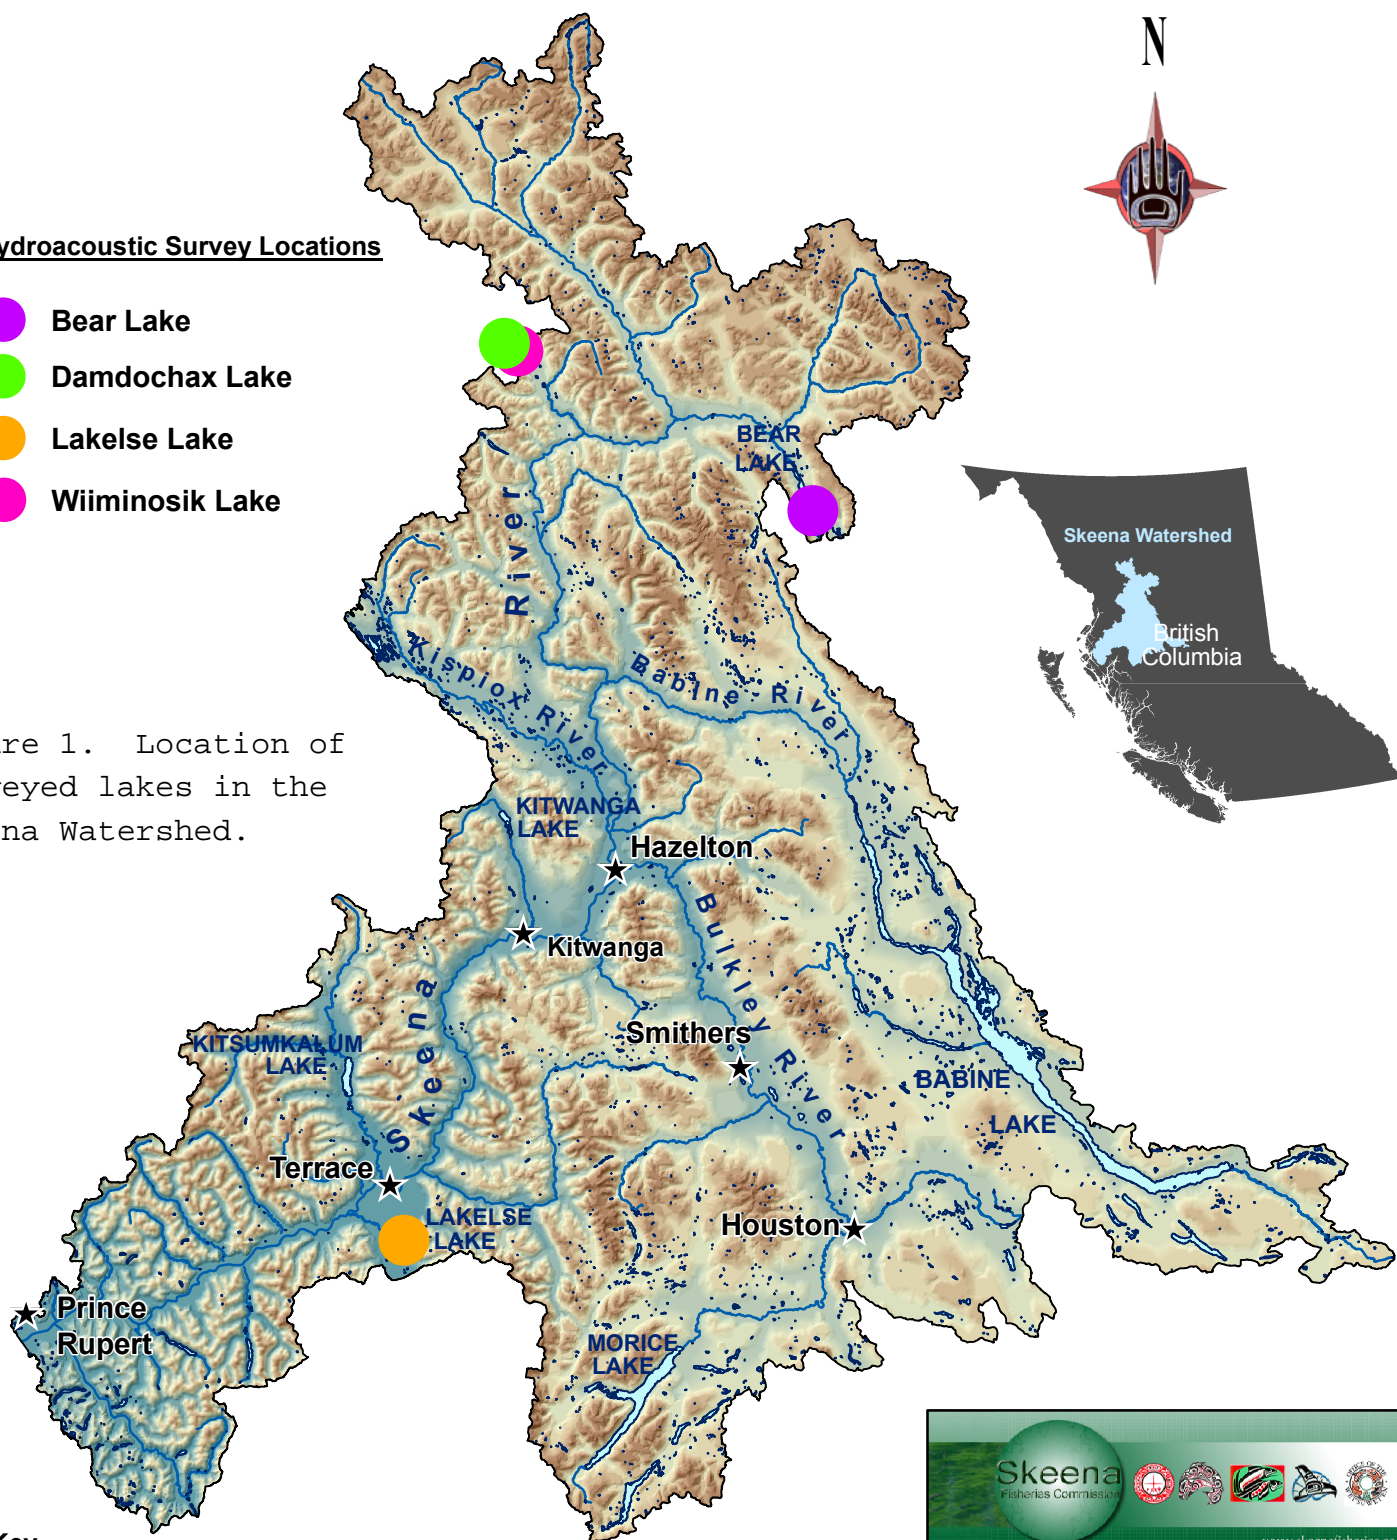 N
ydroacoustic Survey Locations
Bear Lake
Damdochax Lake
Lakelse Lake
Wiiminosik Lake
BEAR
LAKE
River
Skeena Watershed
British
Columbia
Kispiox River
Babine River
re 1. Location of
eyed lakes in the
na Watershed.
KITWANGA
LAKE
Hazelton
Kitwanga
Bulkley River
Skeena
Smithers
KITSUMKALUM
LAKE
BABINE
LAKE
Terrace
LAKELSE
LAKE
Houston
Prince
Rupert
MORICE
LAKE
Skeena
Fisheries Commission